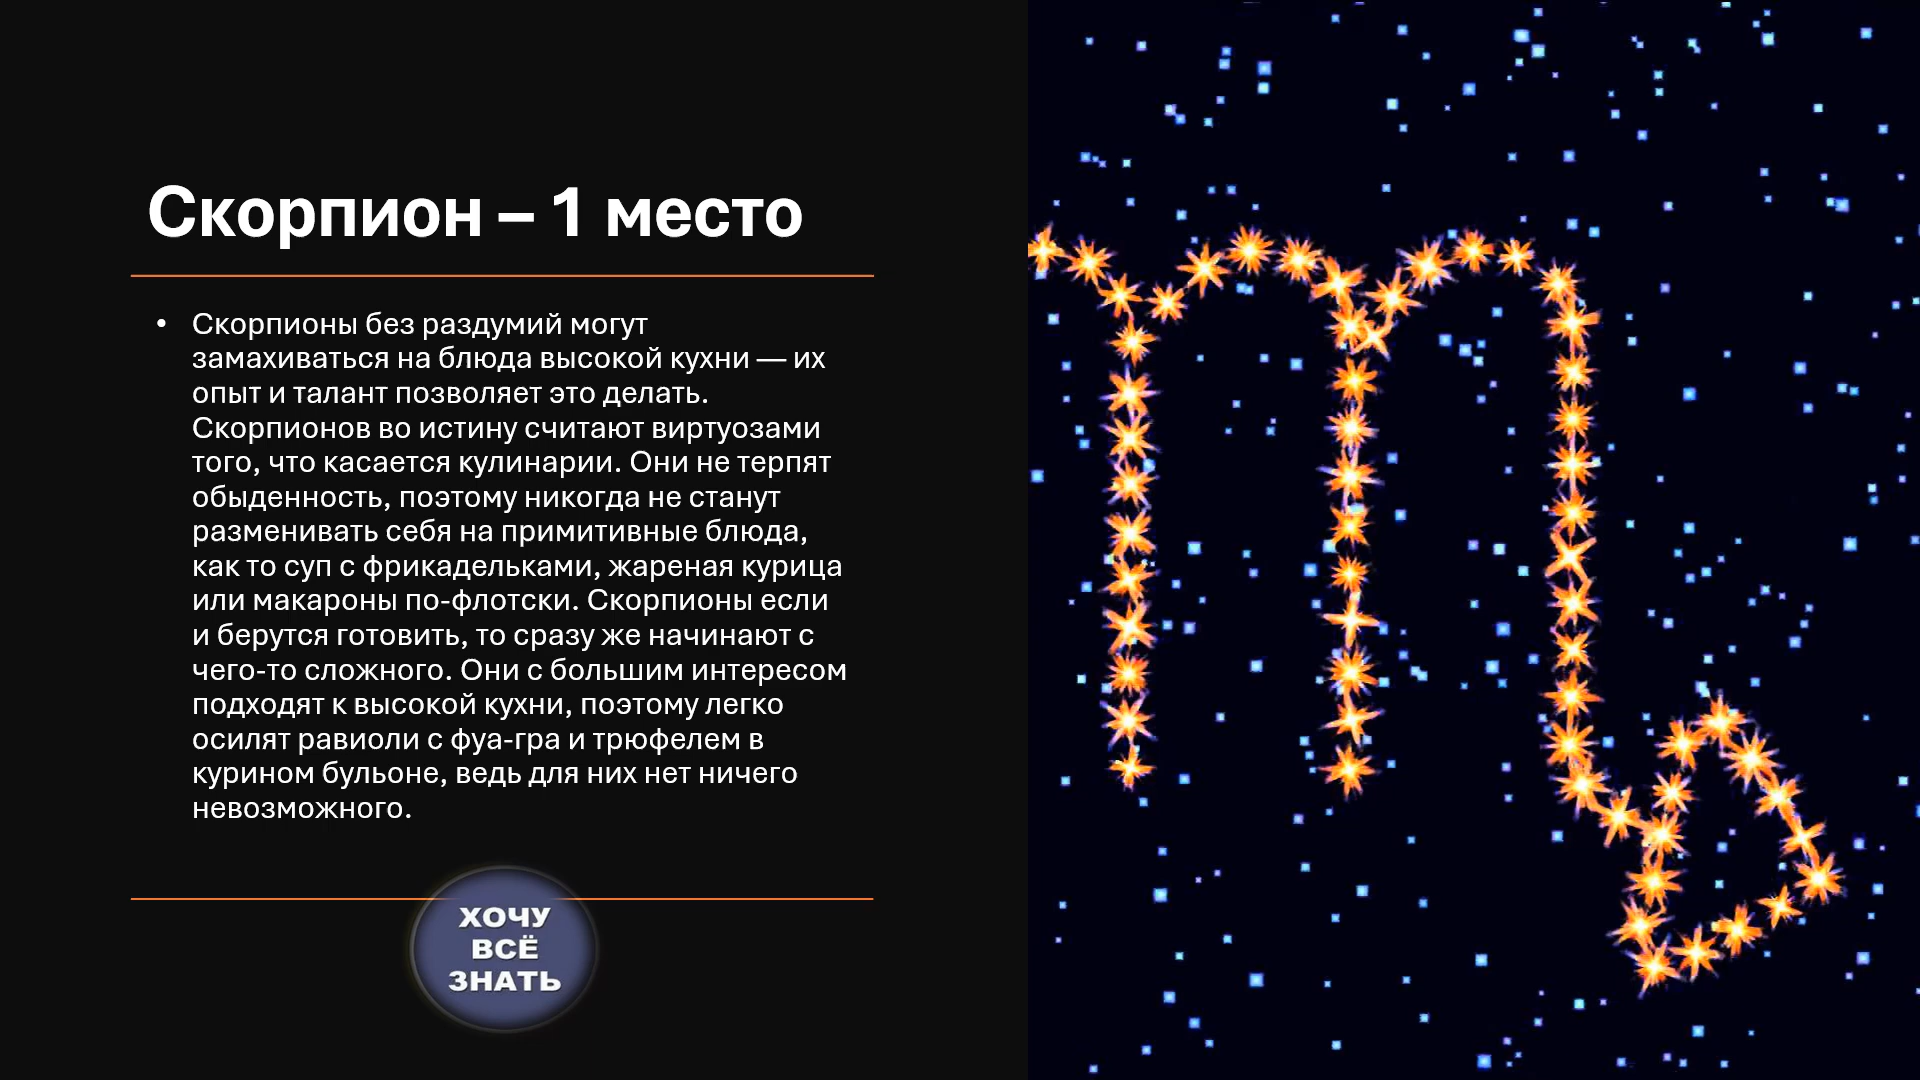 Скорпион – 1 место
• Скорпионы без раздумий могут
замахиваться на блюда высокой кухни — их
опыт и талант позволяет это делать.
Скорпионов во истину считают виртуозами
того, что касается кулинарии. Они не терпят
обыденность, поэтому никогда не станут
разменивать себя на примитивные блюда,
как то суп с фрикадельками, жареная курица
или макароны по-флотски. Скорпионы если
и берутся готовить, то сразу же начинают с
чего-то сложного. Они с большим интересом
подходят к высокой кухни, поэтому легко
осилят равиоли с фуа-гра и трюфелем в
курином бульоне, ведь для них нет ничего
невозможного.
ХОЧУ
ВСЁ
ЗНАТЬ